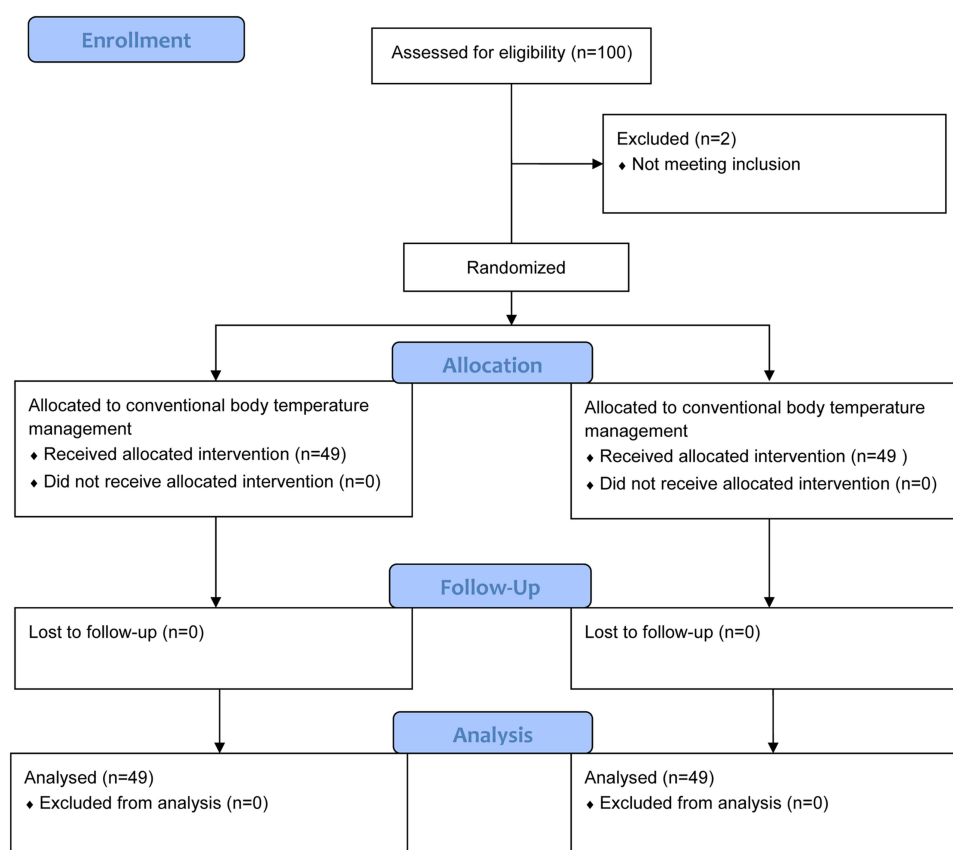 Enrollment
Assessed for eligibility (n=100)
Excluded (n=2)
♦ Not meeting inclusion
Randomized
Allocation
Allocated to conventional body temperature
management
♦ Received allocated intervention (n=49)
♦ Did not receive allocated intervention (n=0)
Allocated to conventional body temperature
management
♦ Received allocated intervention (n=49 )
♦ Did not receive allocated intervention (n=0)
Follow-Up
Lost to follow-up (n=0)
Lost to follow-up (n=0)
Analysis
Analysed (n=49)
♦ Excluded from analysis (n=0)
Analysed (n=49)
♦ Excluded from analysis (n=0)